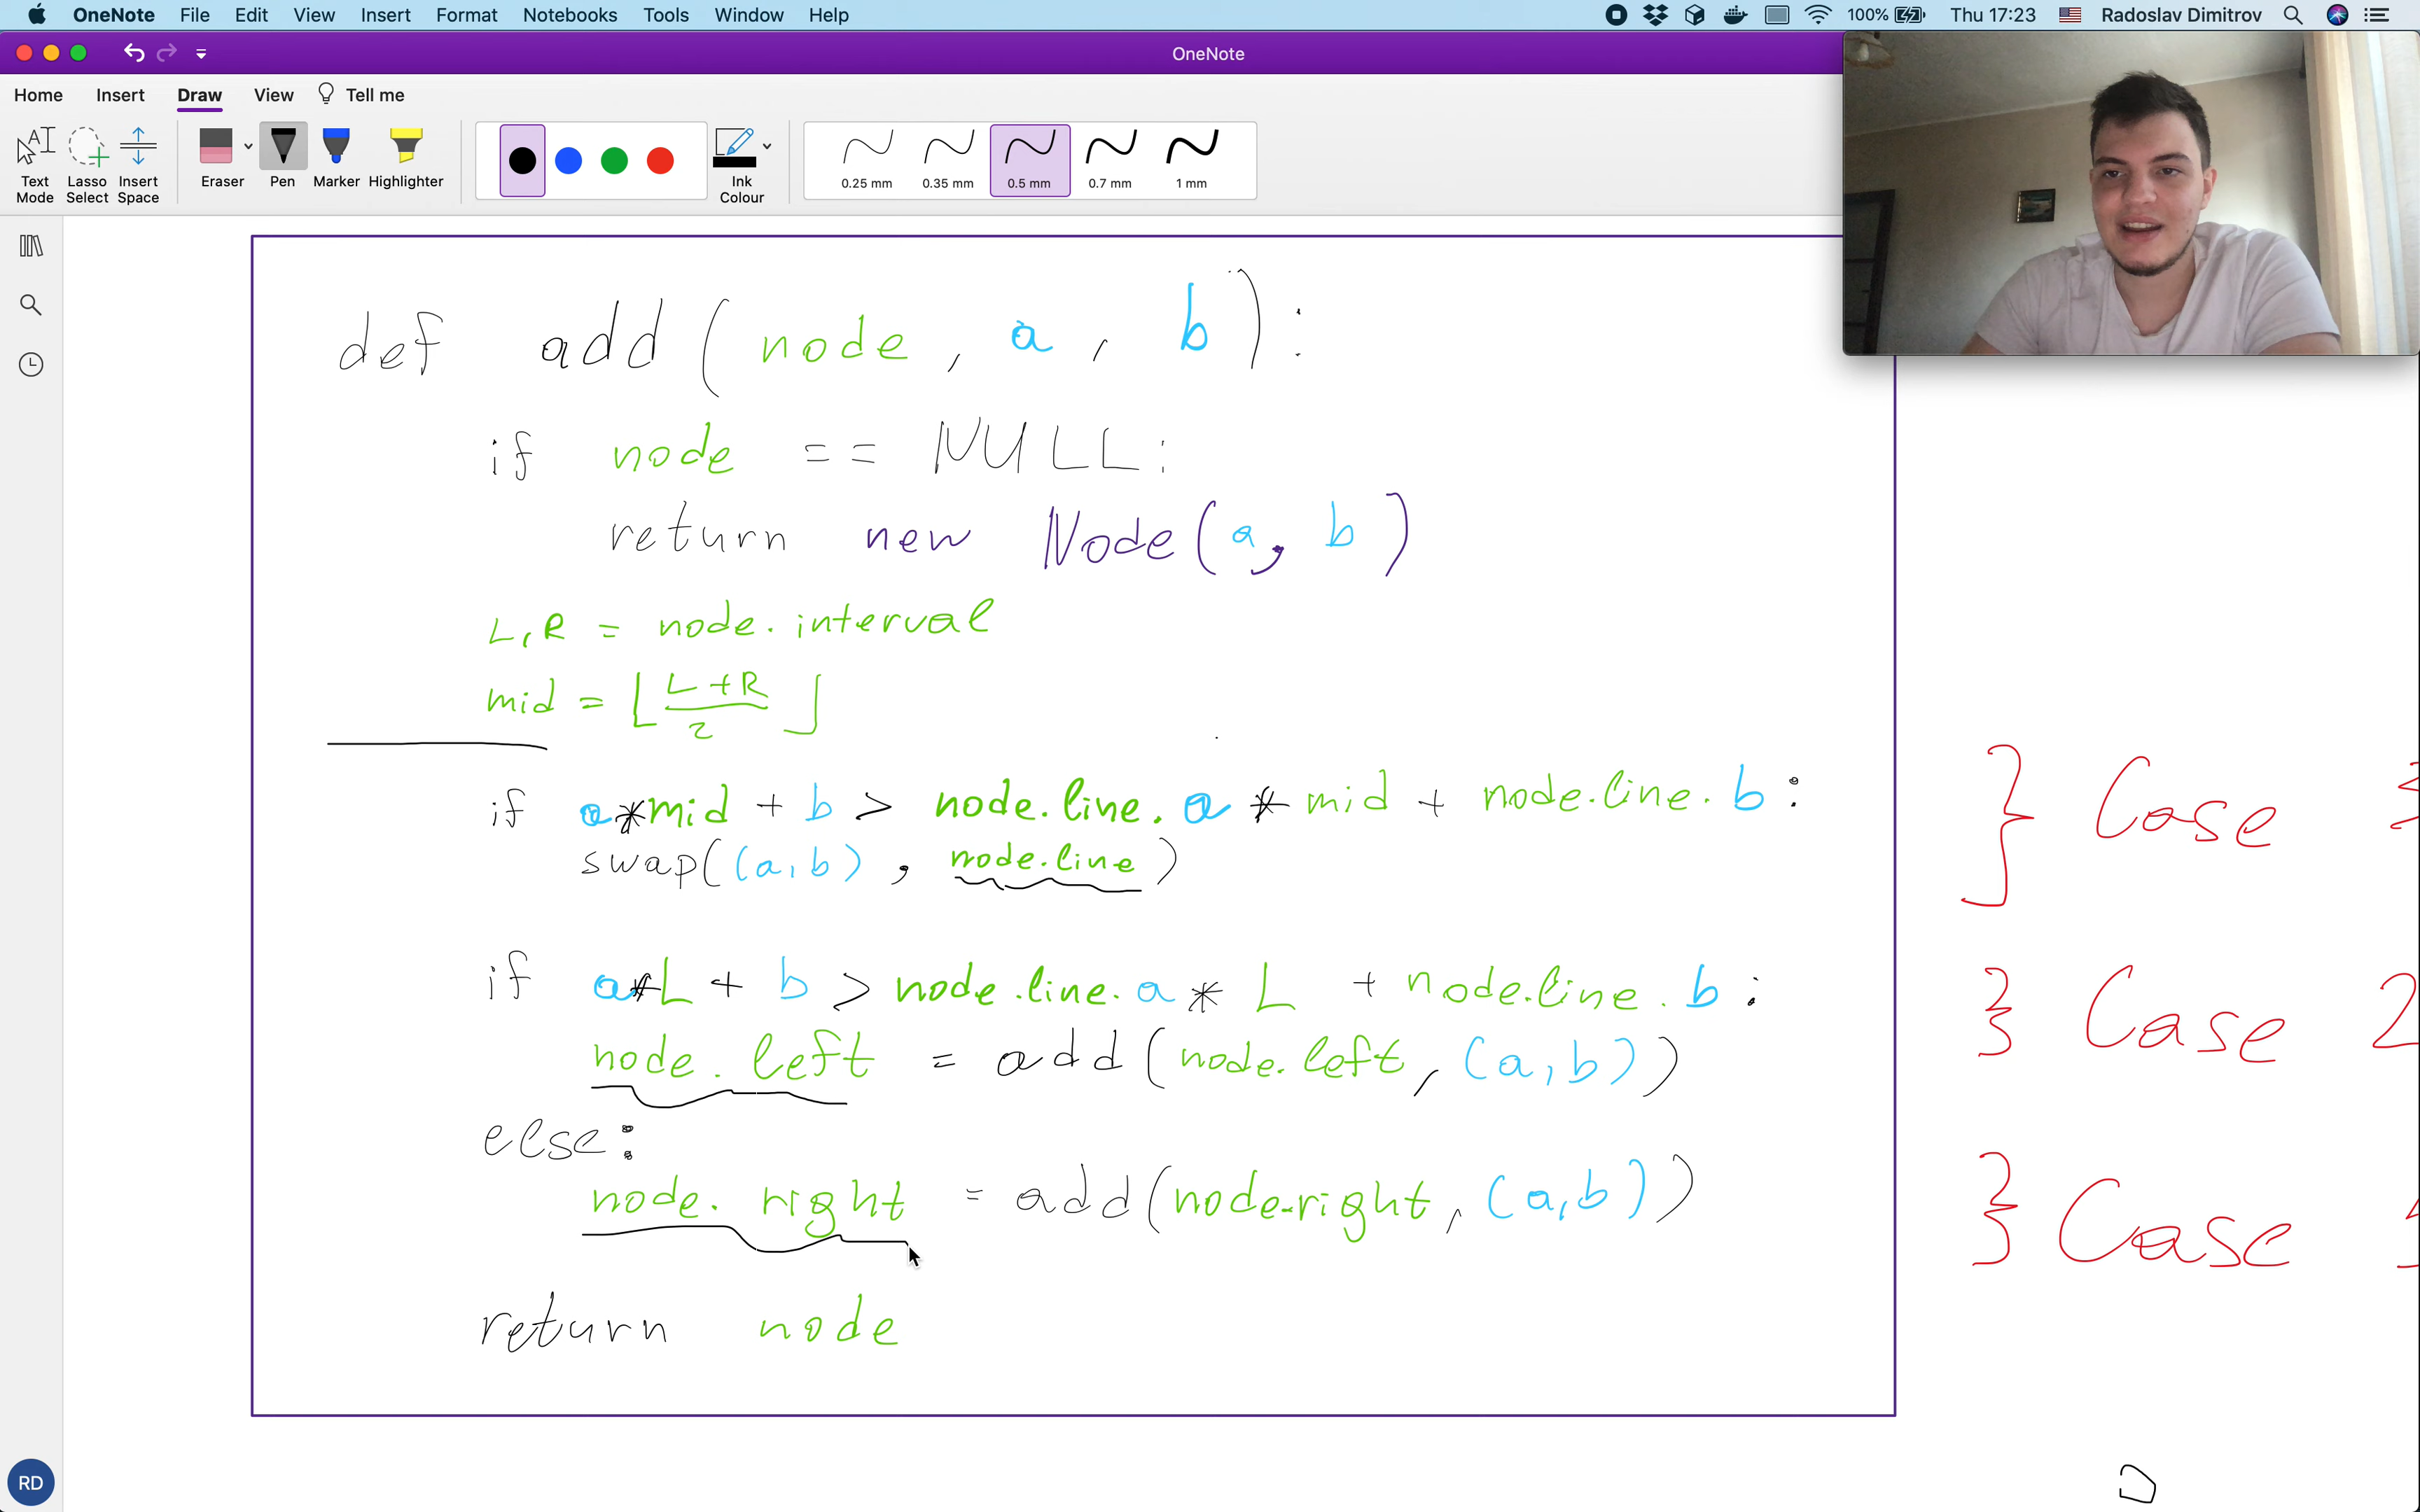 OneNote File Edit View Insert Format Notebooks Tools Window Help 100% Thu 17:23 Radoslav Dimitrov
OneNote
Home Insert Draw View Tell me
Text Mode
Lasso Select
Insert Space
Eraser
Pen
Marker
Highlighter
Ink Colour
0.25 mm 0.35 mm 0.5 mm 0.7 mm 1 mm
def add(node, a, b):
if node == NULL:
return new Node(a, b)
L, R = node.interval
mid = ⌊(L+R)/2⌋
if a*mid + b > node.line.a * mid + node.line.b:
swap((a,b), node.line)
} Case
if a*L + b > node.line.a * L + node.line.b:
node.left = add(node.left, (a,b))
} Case 2
else:
node.right = add(node.right, (a,b))
} Case
return node
RD